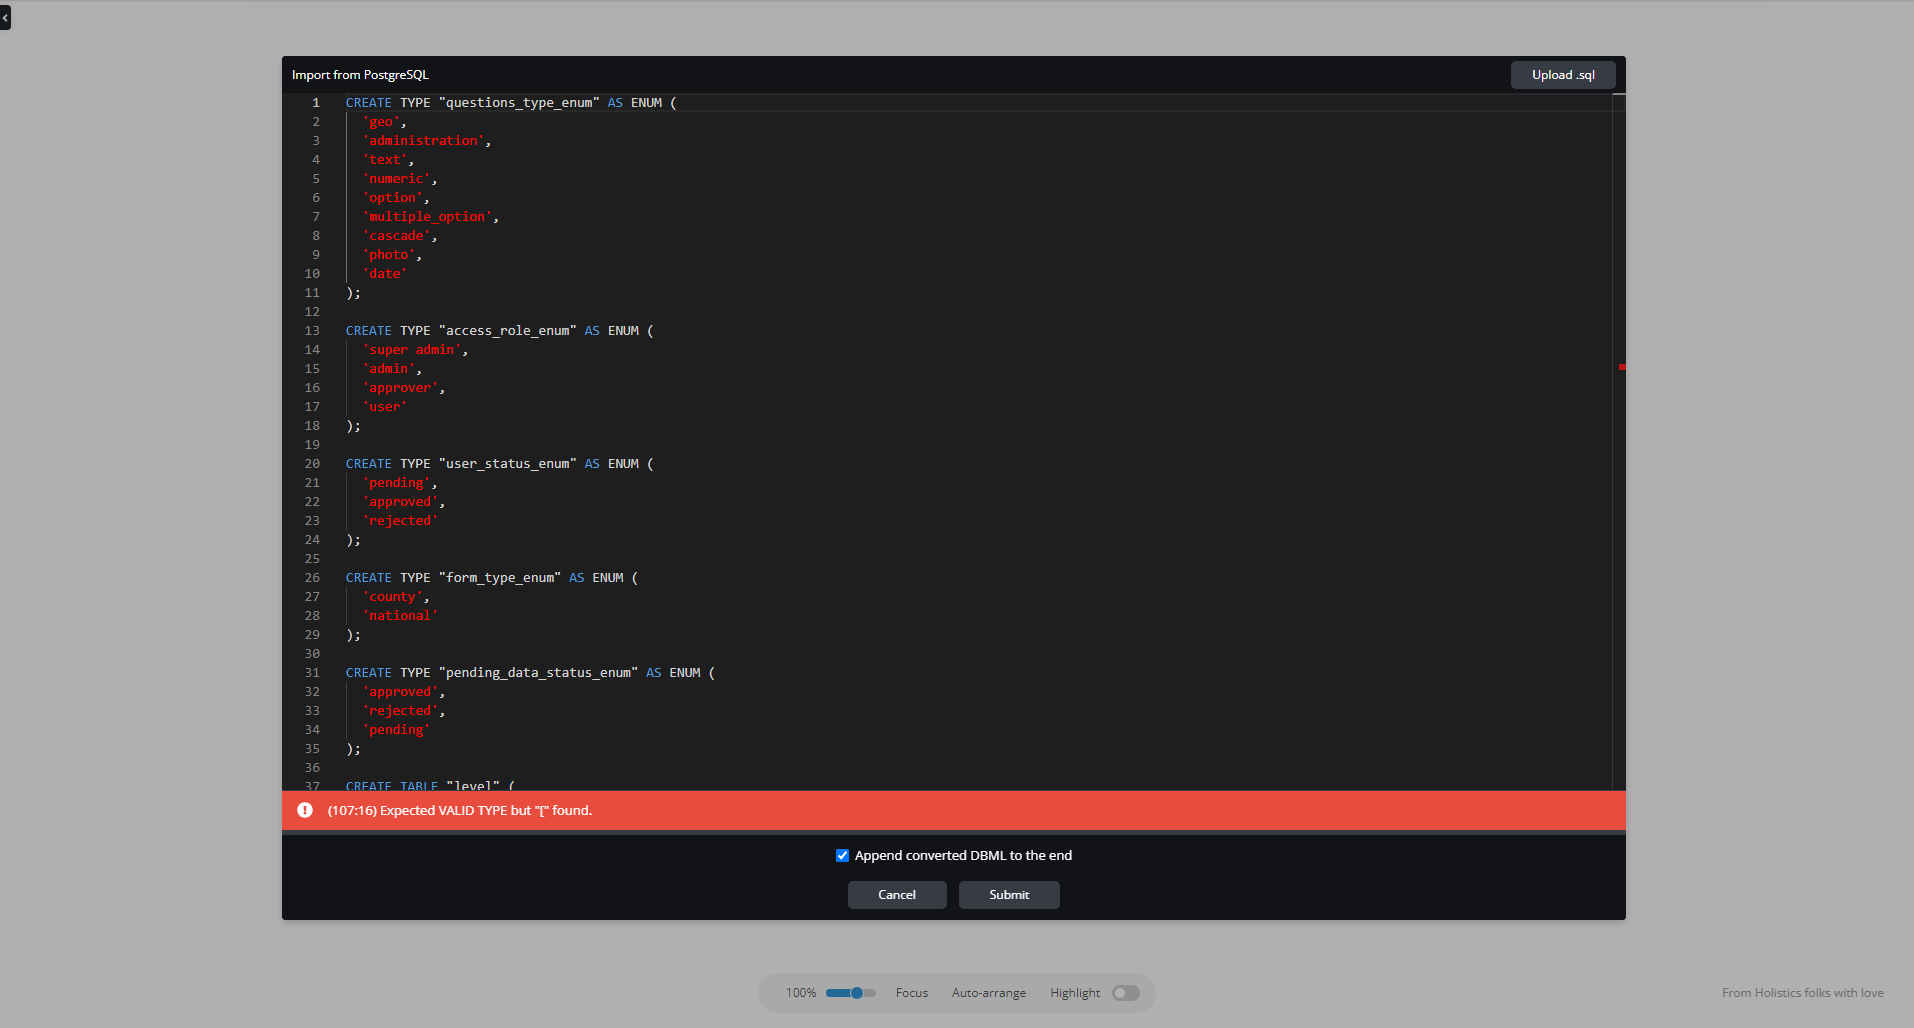 Import from PostgreSQL
Upload .sql
1 CREATE TYPE "questions_type_enum" AS ENUM (
2 'geo',
3 'administration',
4 'text',
5 'numeric',
6 'option',
7 'multiple_option',
8 'cascade',
9 'photo',
10 'date'
11 );
12
13 CREATE TYPE "access_role_enum" AS ENUM (
14 'super admin',
15 'admin',
16 'approver',
17 'user'
18 );
19
20 CREATE TYPE "user_status_enum" AS ENUM (
21 'pending',
22 'approved',
23 'rejected'
24 );
25
26 CREATE TYPE "form_type_enum" AS ENUM (
27 'county',
28 'national'
29 );
30
31 CREATE TYPE "pending_data_status_enum" AS ENUM (
32 'approved',
33 'rejected',
34 'pending'
35 );
36
37 CREATE TABLE "level" (
(107:16) Expected VALID TYPE but "[" found.
Append converted DBML to the end
Cancel
Submit
100%
Focus
Auto-arrange
Highlight
From Holistics folks with love